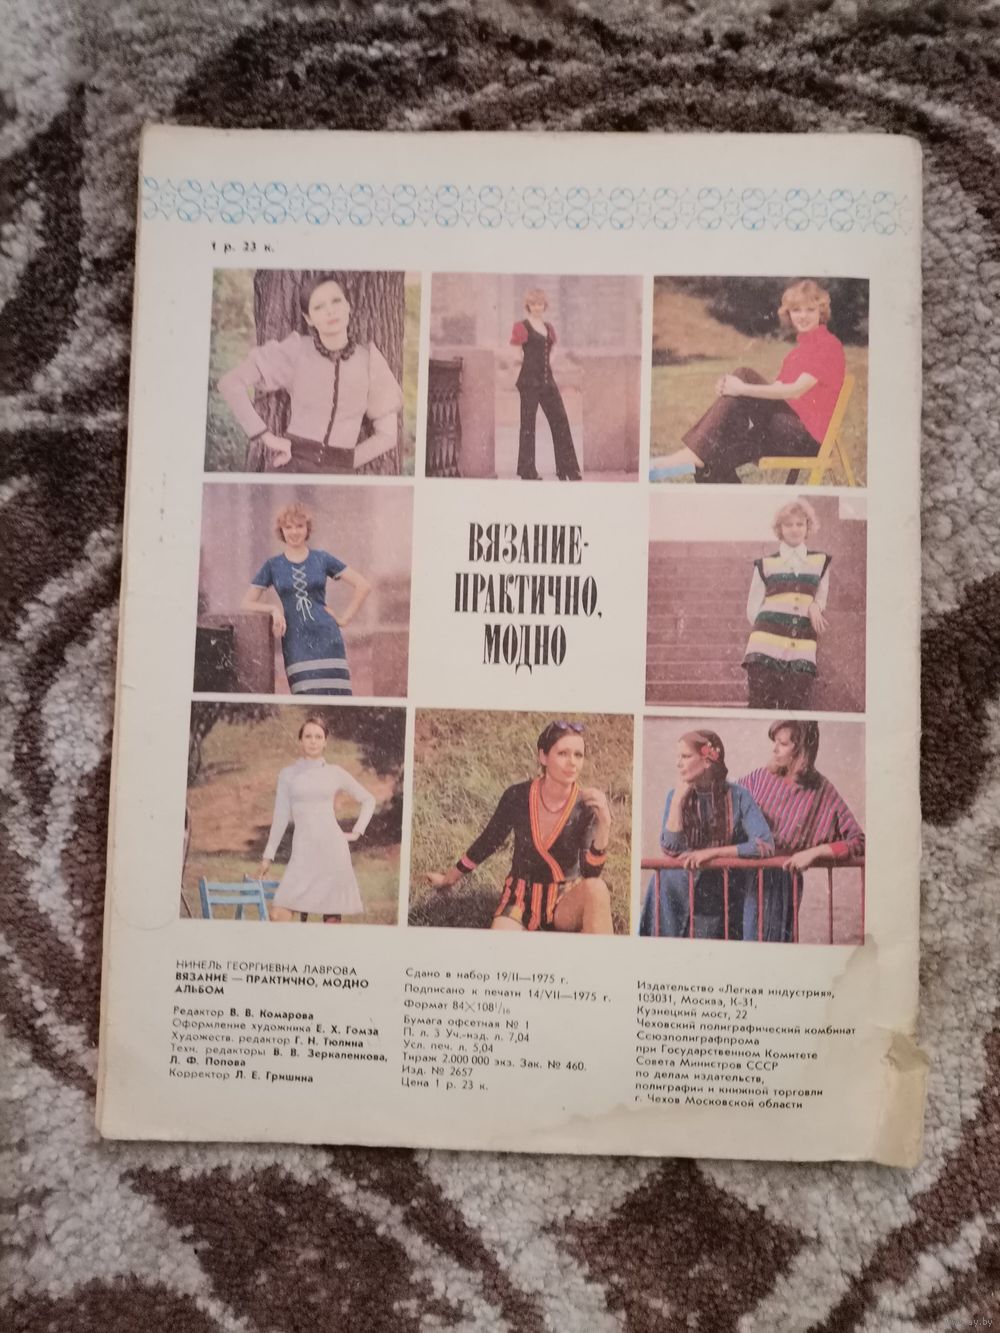 1 р. 23 к.
ВЯЗАНИЕ-
ПРАКТИЧНО,
МОДНО
НИНЕЛЬ ГЕОРГИЕВНА ЛАВРОВА
ВЯЗАНИЕ — ПРАКТИЧНО, МОДНО
АЛЬБОМ
Редактор В. В. Комарова
Оформление художника Е. Х. Гомза
Художеств. редактор Г. Н. Тюлина
Техн. редакторы В. В. Зеркаленкова,
Л. Ф. Попова
Корректор Л. Е. Гришина
Сдано в набор 19/II—1975 г.
Подписано к печати 14/VII—1975 г.
Формат 84×108¹/₁₆
Бумага офсетная № 1
П. л. 3 Уч.-изд. л. 7,04
Усл. печ. л. 5,04
Тираж 2.000 000 экз. Зак. № 460.
Изд. № 2657
Цена 1 р. 23 к.
Издательство «Легкая индустрия»,
103031, Москва, К-31,
Кузнецкий мост, 22
Чеховский полиграфический комбинат
Союзполиграфпрома
при Государственном Комитете
Совета Министров СССР
по делам издательств,
полиграфии и книжной торговли
г. Чехов Московской области